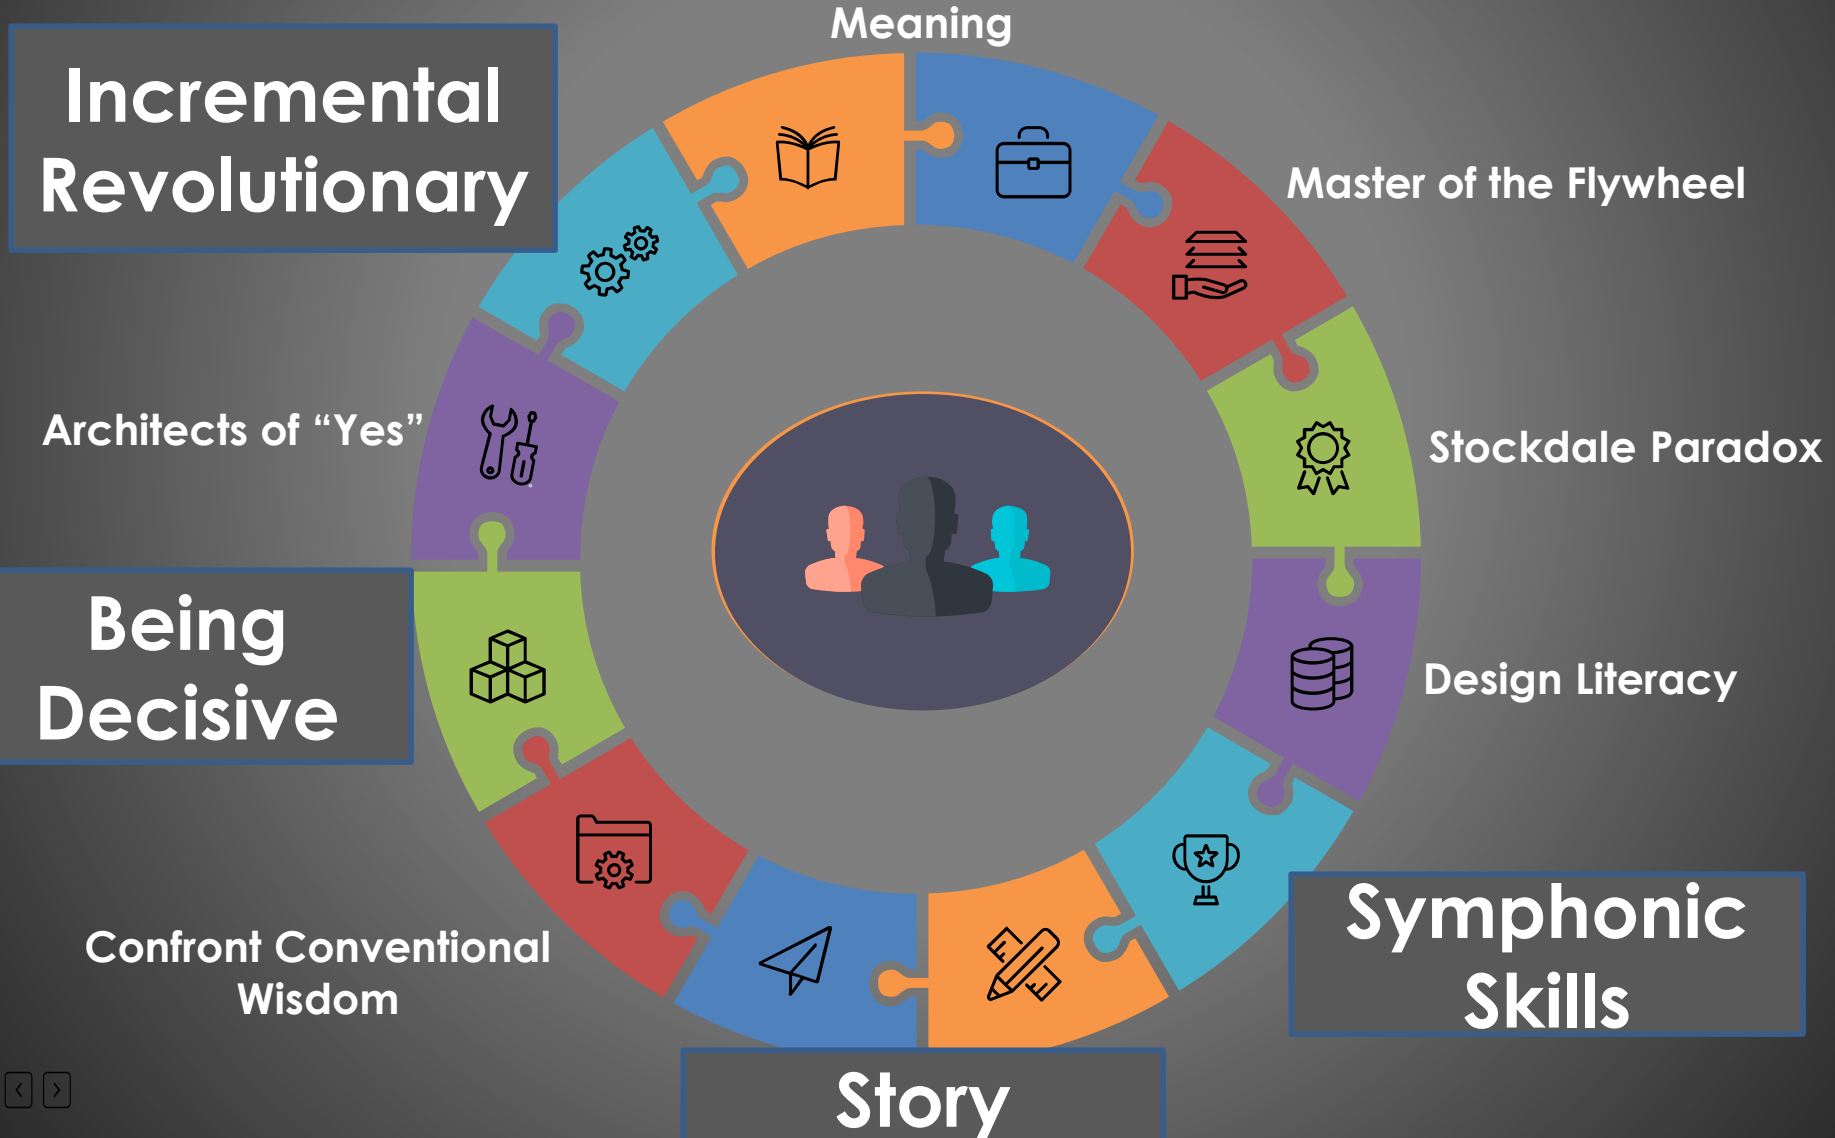 Meaning
Incremental
Revolutionary
Master of the Flywheel
Architects of “Yes”
Stockdale Paradox
Being
Decisive
Design Literacy
Confront Conventional
Wisdom
Symphonic
Skills
Story